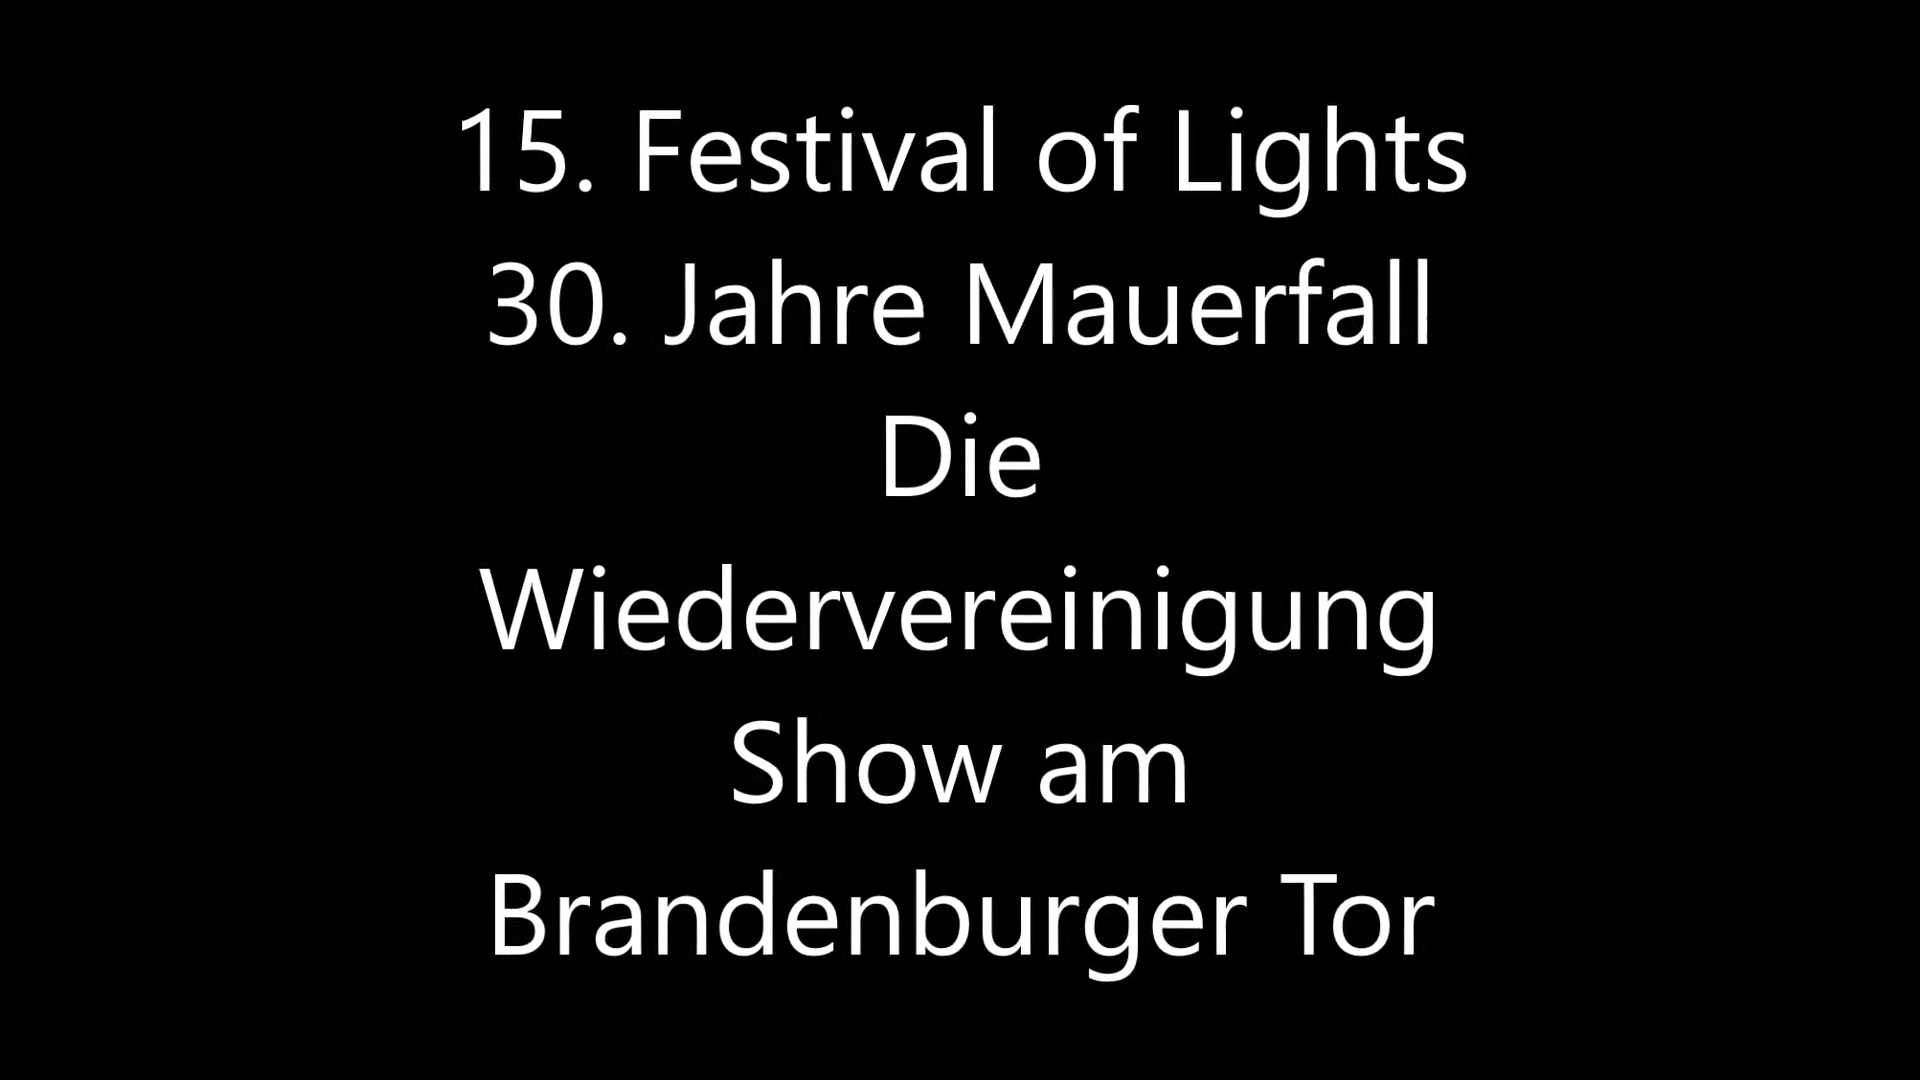 15. Festival of Lights
30. Jahre Mauerfall
Die
Wiedervereinigung
Show am
Brandenburger Tor